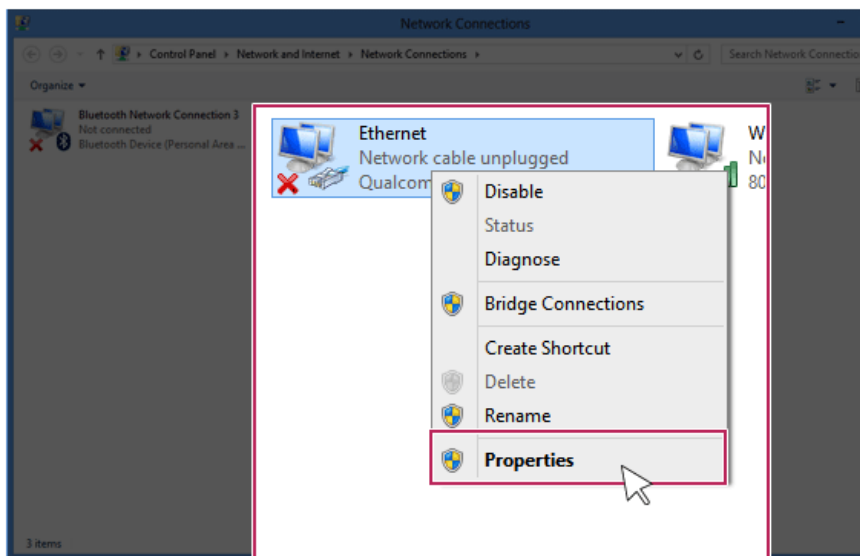 Network Connections
Control Panel Network and Internet Network Connections
Search Network Connectio
Organize
Bluetooth Network Connection 3
Not connected
Bluetooth Device (Personal Area ...
Ethernet
Network cable unplugged
Qualcom
W
80
Disable
Status
Diagnose
Bridge Connections
Create Shortcut
Delete
Rename
Properties
3 items